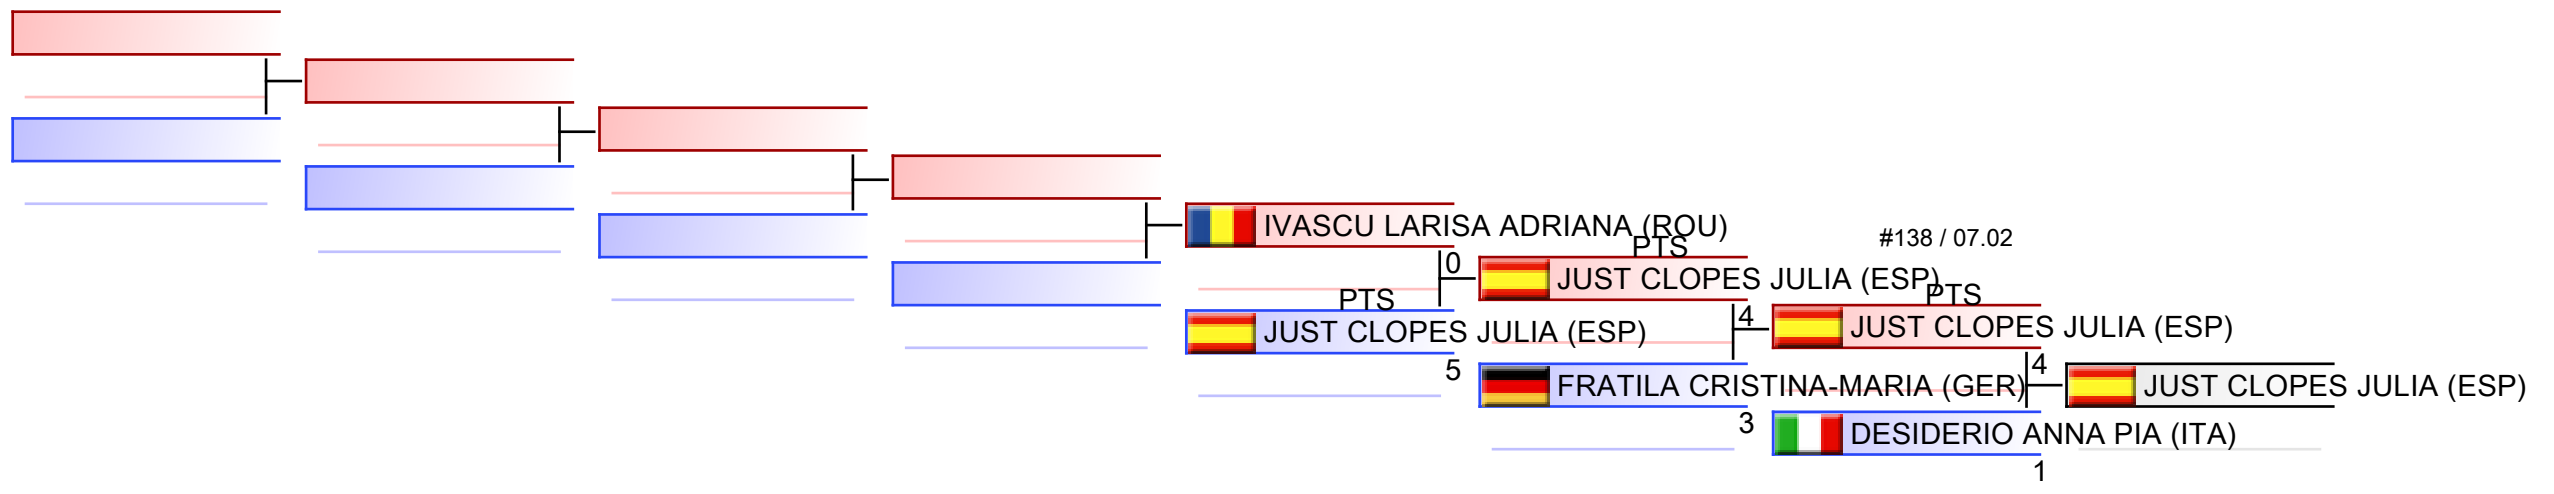 IVASCU LARISA ADRIANA (ROU)
PTS
#138 / 07.02
0
JUST CLOPES JULIA (ESP)
PTS
PTS
JUST CLOPES JULIA (ESP)
4
JUST CLOPES JULIA (ESP)
5
FRATILA CRISTINA-MARIA (GER)
4
JUST CLOPES JULIA (ESP)
3
DESIDERIO ANNA PIA (ITA)
1